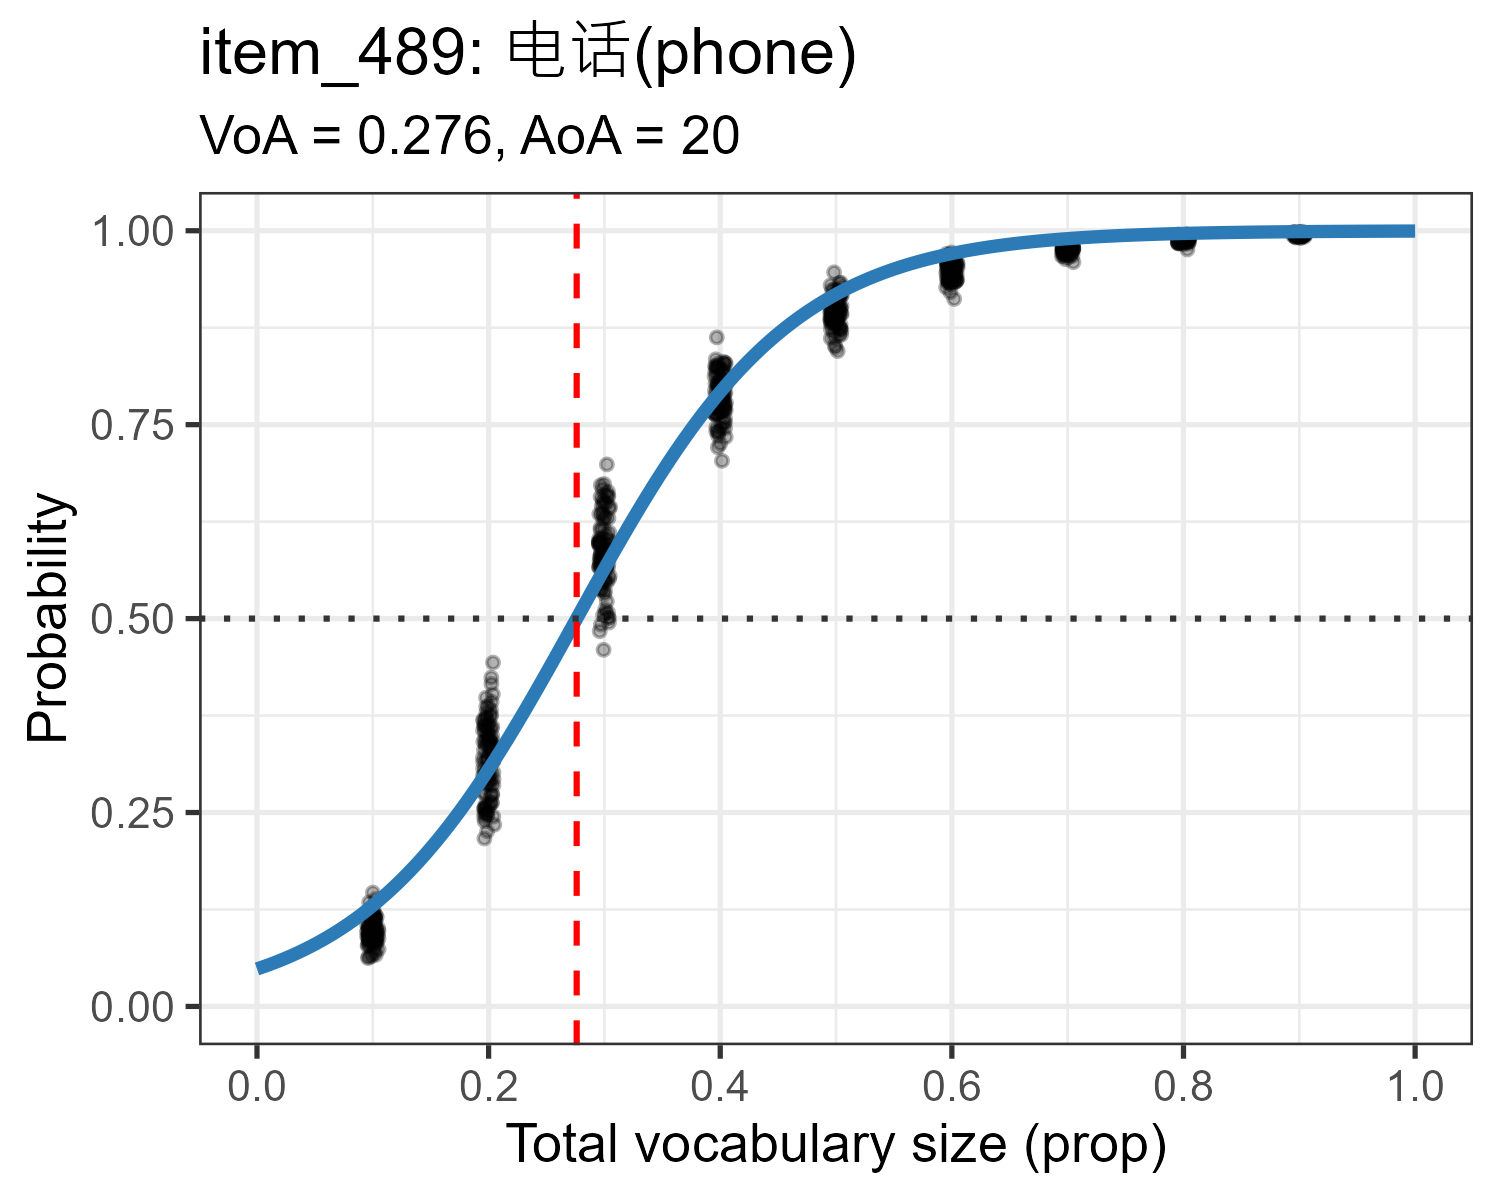 item_489: 电话(phone)
VoA = 0.276, AoA = 20
1.00
0.75
0.50
0.25
0.00
Probability
0.0 0.2 0.4 0.6 0.8 1.0
Total vocabulary size (prop)